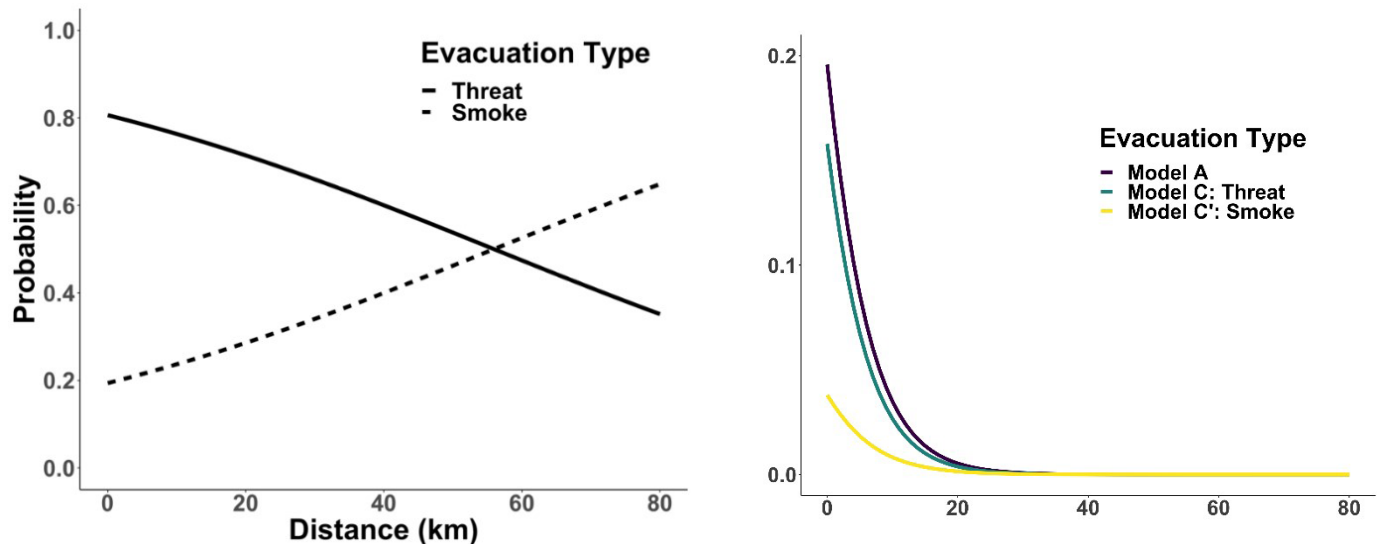 1.0
0.8
0.6
0.4
0.2
0.0
Probability
Evacuation Type
Threat
Smoke
0 20 40 60 80
Distance (km)
0.2
0.1
0.0
Evacuation Type
Model A
Model C: Threat
Model C': Smoke
0 20 40 60 80